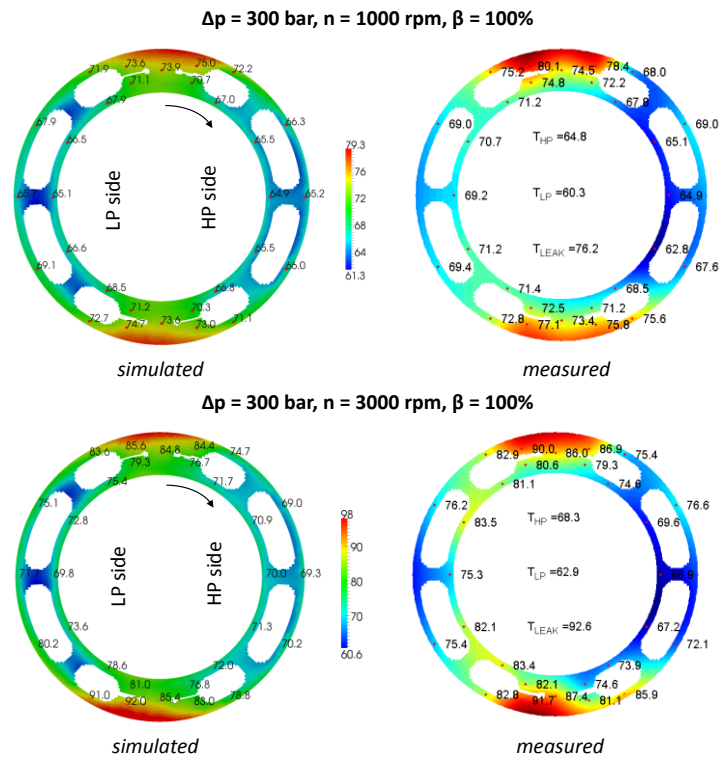 Δp = 300 bar, n = 1000 rpm, β = 100%
73.6 73.9 75.0
71.9 71.1 70.7 72.2
67.9 67.0
67.9 66.3
66.5 65.5
LP side HP side
65.1 64.9 65.2
66.6 65.5
69.1 66.0
68.5 66.8
71.2 70.3
72.7 74.7 73.6 73.0 71.1
simulated
79.3
76
72
68
64
61.3
75.2 80.1 74.5 78.4 68.0
74.8 72.2
71.2 67.8
69.0 69.0
70.7 65.1
T_HP =64.8
69.2 T_LP =60.3 64.9
71.2 T_LEAK =76.2 62.8
69.4 67.6
71.4 68.5
72.5 71.2
72.8 77.1 73.4 75.8 75.6
measured
Δp = 300 bar, n = 3000 rpm, β = 100%
85.6 84.8 84.4
83.6 79.3 76.7 74.7
75.4 71.7
75.1 69.0
72.8 70.9
LP side HP side
69.8 70.0 69.3
73.6 71.3
80.2 70.2
78.6 72.0
81.0 76.8
91.0 92.0 85.4 83.0 78.8
simulated
98
90
80
70
60.6
82.9 90.0 86.0 86.9 75.4
80.6 79.3
81.1 74.6
76.2 76.6
83.5 69.6
T_HP =68.3
75.3 T_LP =62.9 66.9
82.1 T_LEAK =92.6 67.2
75.4 72.1
83.4 73.9
82.1 74.6
82.8 91.7 87.4 81.1 85.9
measured